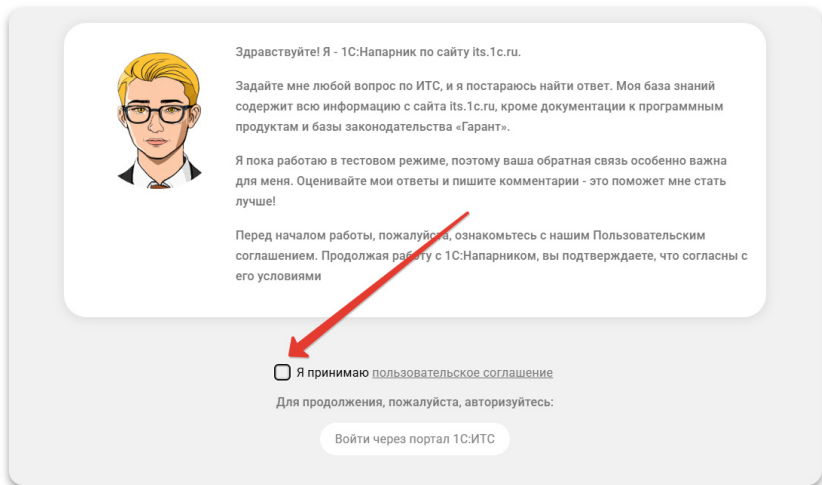 Здравствуйте! Я - 1С:Напарник по сайту its.1c.ru.
Задайте мне любой вопрос по ИТС, и я постараюсь найти ответ. Моя база знаний
содержит всю информацию с сайта its.1c.ru, кроме документации к программным
продуктам и базы законодательства «Гарант».
Я пока работаю в тестовом режиме, поэтому ваша обратная связь особенно важна
для меня. Оценивайте мои ответы и пишите комментарии - это поможет мне стать
лучше!
Перед началом работы, пожалуйста, ознакомьтесь с нашим Пользовательским
соглашением. Продолжая работу с 1С:Напарником, вы подтверждаете, что согласны с
его условиями
Я принимаю пользовательское соглашение
Для продолжения, пожалуйста, авторизуйтесь:
Войти через портал 1С:ИТС